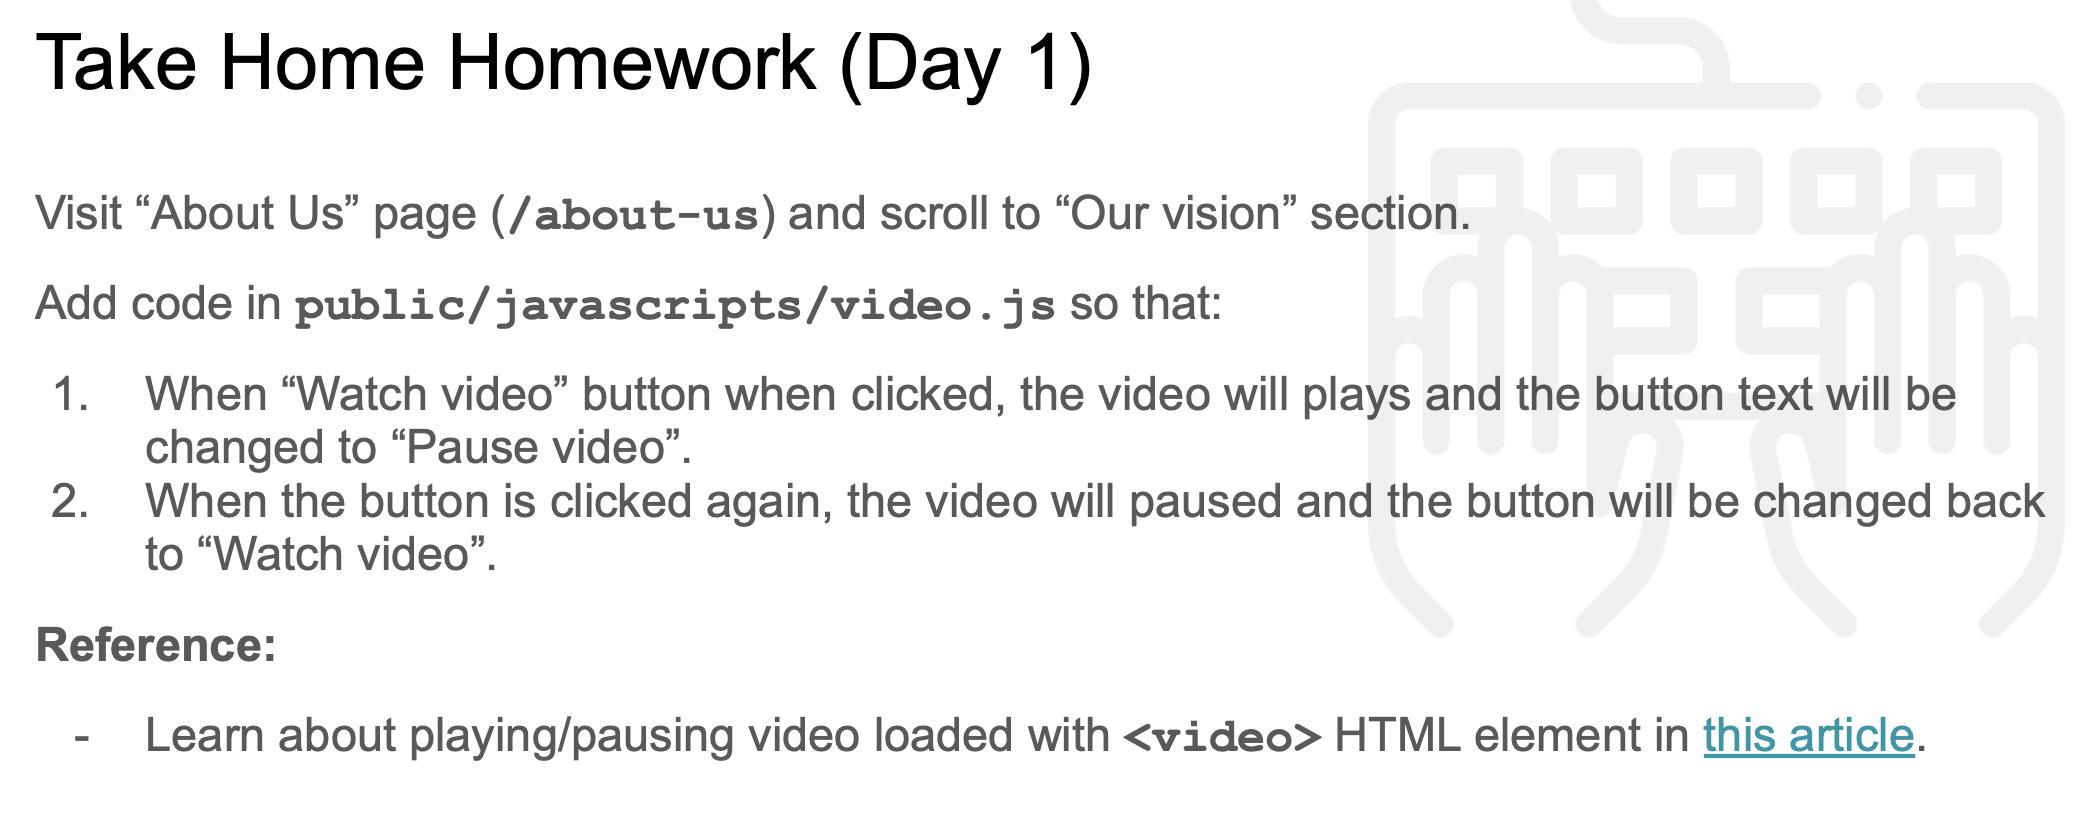 Take Home Homework (Day 1)
Visit “About Us” page (/about-us) and scroll to “Our vision” section.
Add code in public/javascripts/video.js so that:
1. When “Watch video” button when clicked, the video will plays and the button text will be
changed to “Pause video”.
2. When the button is clicked again, the video will paused and the button will be changed back
to “Watch video”.
Reference:
- Learn about playing/pausing video loaded with <video> HTML element in this article.